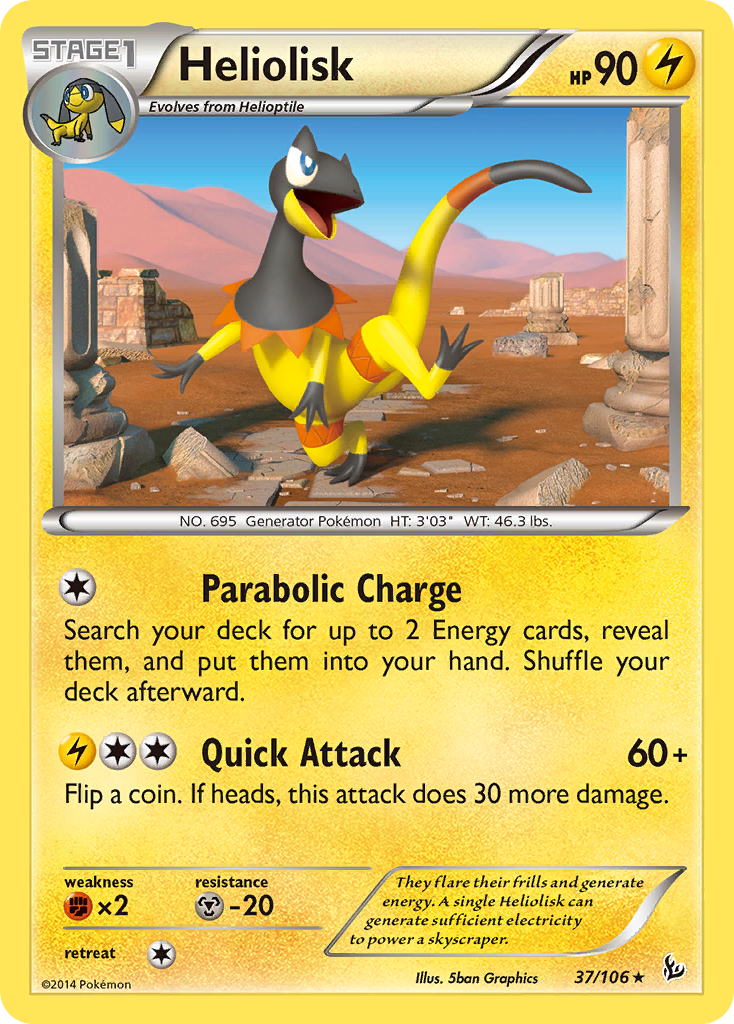 STAGE1
Heliolisk
HP 90
Evolves from Helioptile
NO. 695 Generator Pokémon HT: 3'03" WT: 46.3 lbs.
Parabolic Charge
Search your deck for up to 2 Energy cards, reveal
them, and put them into your hand. Shuffle your
deck afterward.
Quick Attack 60+
Flip a coin. If heads, this attack does 30 more damage.
weakness resistance
×2 -20
retreat
They flare their frills and generate
energy. A single Heliolisk can
generate sufficient electricity
to power a skyscraper.
©2014 Pokémon
Illus. 5ban Graphics
37/106 ★